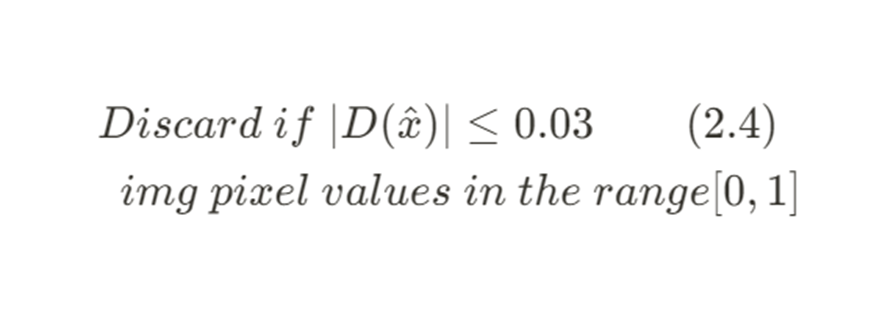 Discard if |D(x̂)| ≤ 0.03 (2.4)
img pixel values in the range[0, 1]